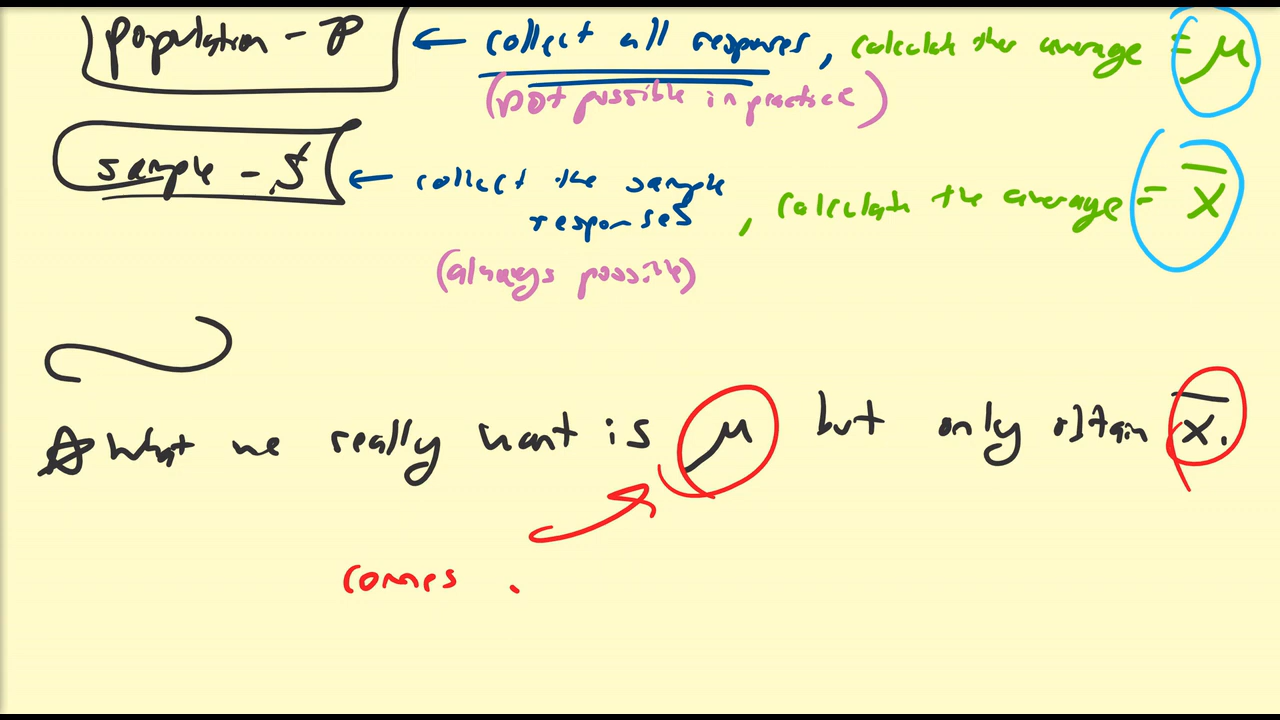 population - P ← collect all responses, calculate the average = μ
(not possible in practice)
sample - S ← collect the sample responses, calculate the average = x̄
(always possible)
☆ What we really want is μ but only obtain x̄.
comes